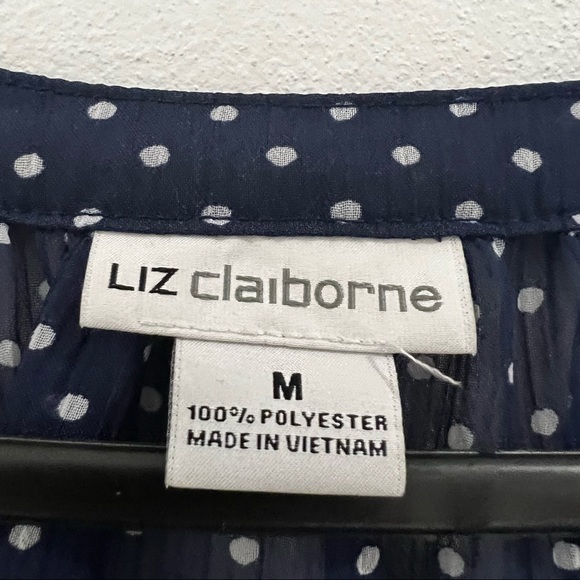 LIZ claiborne
M
100% POLYESTER
MADE IN VIETNAM